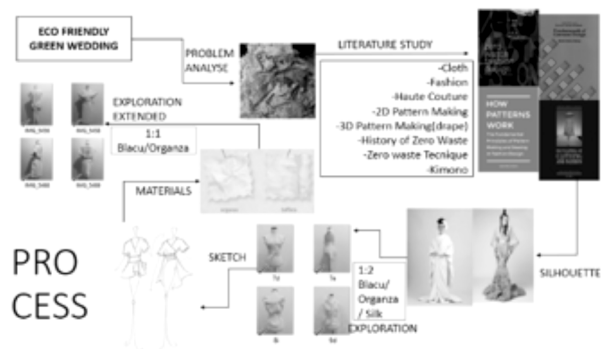 ECO FRIENDLY
GREEN WEDDING
PROBLEM
ANALYSE
LITERATURE STUDY
-Cloth
-Fashion
-Haute Couture
-2D Pattern Making
-3D Pattern Making(drape)
-History of Zero Waste
-Zero waste Tecnique
-Kimono
HOW
PATTERNS
WORK
SILHOUETTE
1:2
Blacu/
Organza
/ Silk
EXPLORATION
SKETCH
MATERIALS
EXPLORATION
EXTENDED
1:1
Blacu/Organza
PRO
CESS